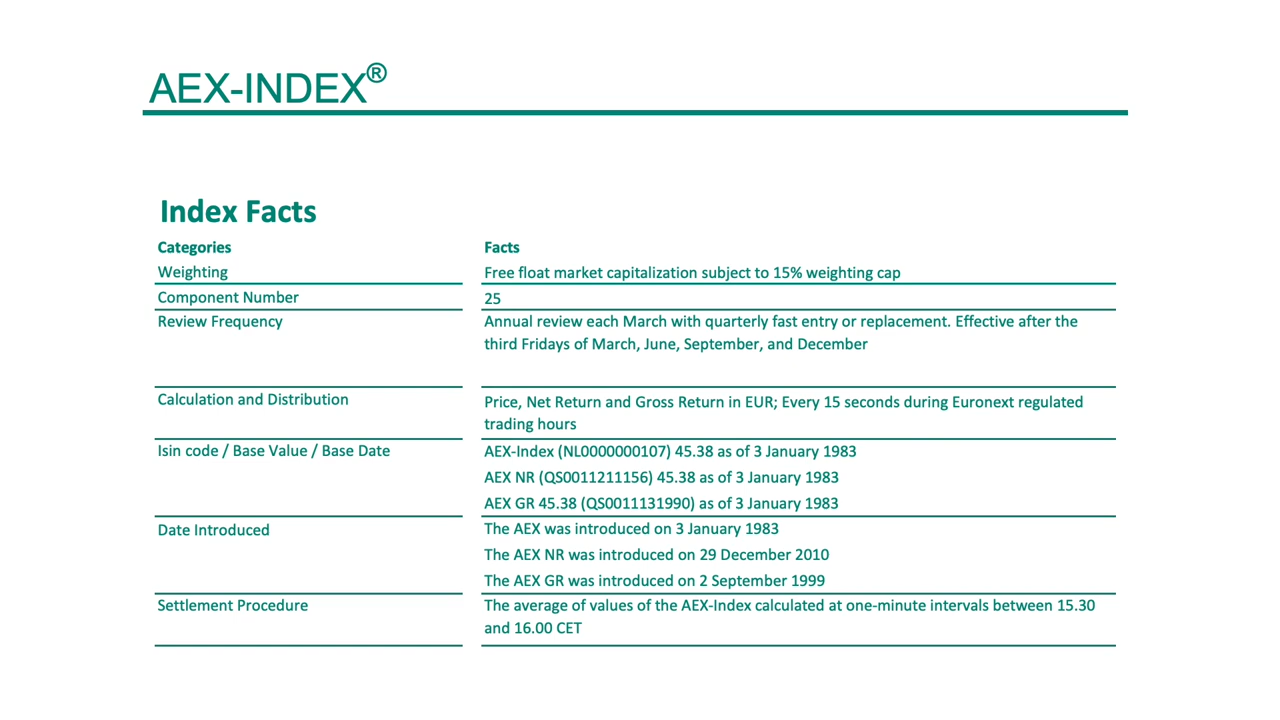 AEX-INDEX®
Index Facts
Categories Facts
Weighting Free float market capitalization subject to 15% weighting cap
Component Number 25
Review Frequency Annual review each March with quarterly fast entry or replacement. Effective after the
third Fridays of March, June, September, and December
Calculation and Distribution Price, Net Return and Gross Return in EUR; Every 15 seconds during Euronext regulated
trading hours
Isin code / Base Value / Base Date AEX-Index (NL0000000107) 45.38 as of 3 January 1983
AEX NR (QS0011211156) 45.38 as of 3 January 1983
AEX GR 45.38 (QS0011131990) as of 3 January 1983
Date Introduced The AEX was introduced on 3 January 1983
The AEX NR was introduced on 29 December 2010
The AEX GR was introduced on 2 September 1999
Settlement Procedure The average of values of the AEX-Index calculated at one-minute intervals between 15.30
and 16.00 CET